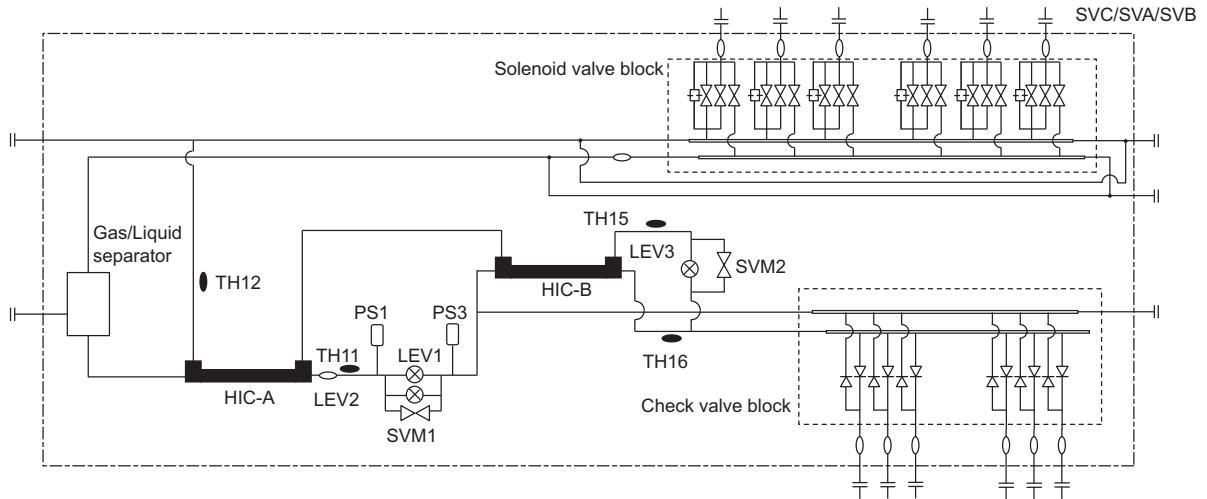 SVC/SVA/SVB
Solenoid valve block
Gas/Liquid
separator
TH12
TH15
LEV3
SVM2
HIC-B
PS1
PS3
TH11
LEV1
TH16
HIC-A
LEV2
SVM1
Check valve block